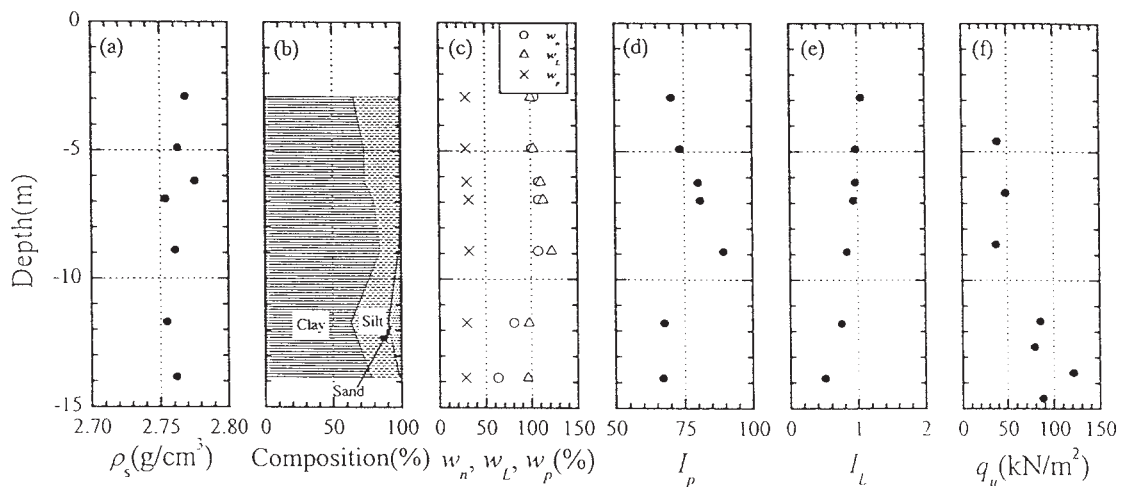 0
-5
-10
-15
Depth(m)
(a)
(b)
(c)
(d)
(e)
(f)
○ wn
△ wL
× wp
Clay
Silt
Sand
2.70 2.75 2.80
0 50 100
0 50 100 150
50 75 100
0 1 2
0 50 100 150
ρs(g/cm³)
Composition(%)
wn, wL, wp(%)
Ip
IL
qu(kN/m²)